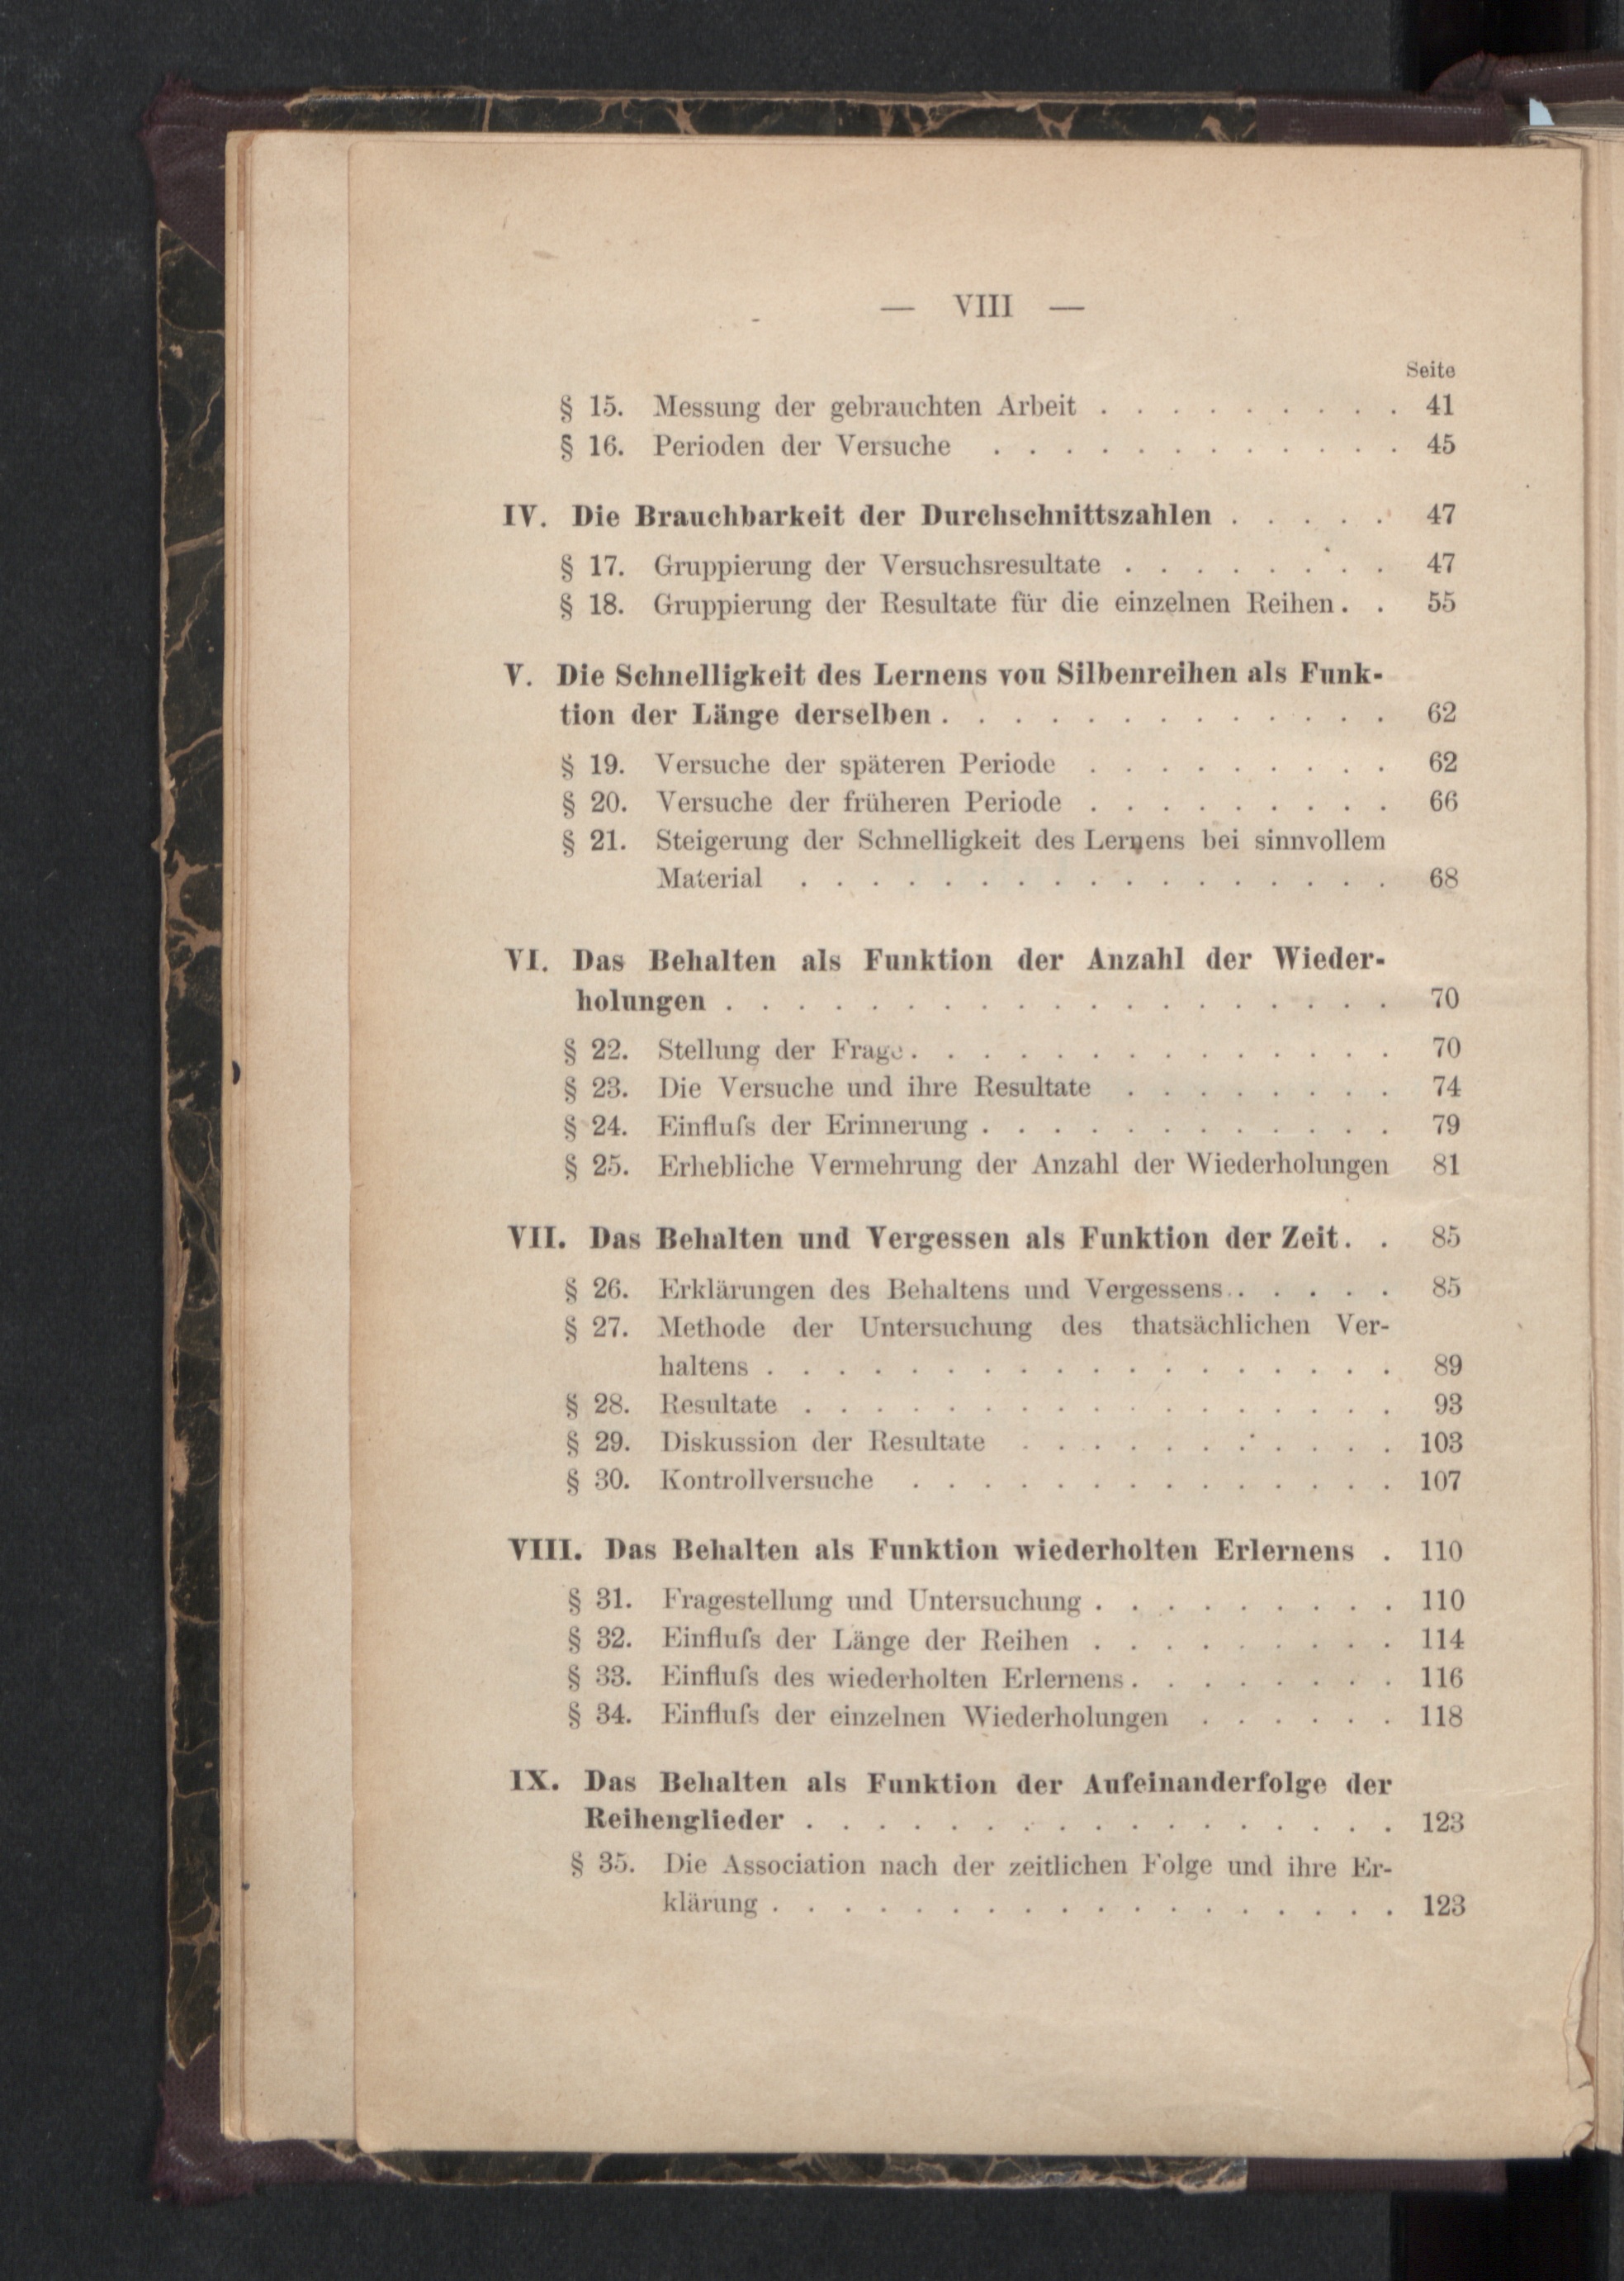 — VIII —
Seite
§ 15. Messung der gebrauchten Arbeit . . . . . . . . . 41
§ 16. Perioden der Versuche . . . . . . . . . . . . 45
IV. Die Brauchbarkeit der Durchschnittszahlen . . . . . 47
§ 17. Gruppierung der Versuchsresultate . . . . . . . . 47
§ 18. Gruppierung der Resultate für die einzelnen Reihen . . 55
V. Die Schnelligkeit des Lernens von Silbenreihen als Funk-
tion der Länge derselben . . . . . . . . . . . . . 62
§ 19. Versuche der späteren Periode . . . . . . . . . 62
§ 20. Versuche der früheren Periode . . . . . . . . . 66
§ 21. Steigerung der Schnelligkeit des Lernens bei sinnvollem
Material . . . . . . . . . . . . . . . . . 68
VI. Das Behalten als Funktion der Anzahl der Wieder-
holungen . . . . . . . . . . . . . . . . . . . 70
§ 22. Stellung der Frage . . . . . . . . . . . . . . 70
§ 23. Die Versuche und ihre Resultate . . . . . . . . 74
§ 24. Einfluſs der Erinnerung . . . . . . . . . . . . 79
§ 25. Erhebliche Vermehrung der Anzahl der Wiederholungen 81
VII. Das Behalten und Vergessen als Funktion der Zeit . . 85
§ 26. Erklärungen des Behaltens und Vergessens . . . . . 85
§ 27. Methode der Untersuchung des thatsächlichen Ver-
haltens . . . . . . . . . . . . . . . . . . 89
§ 28. Resultate . . . . . . . . . . . . . . . . . 93
§ 29. Diskussion der Resultate . . . . . . . . . . . 103
§ 30. Kontrollversuche . . . . . . . . . . . . . . 107
VIII. Das Behalten als Funktion wiederholten Erlernens . 110
§ 31. Fragestellung und Untersuchung . . . . . . . . . 110
§ 32. Einfluſs der Länge der Reihen . . . . . . . . . 114
§ 33. Einfluſs des wiederholten Erlernens . . . . . . . . 116
§ 34. Einfluſs der einzelnen Wiederholungen . . . . . . 118
IX. Das Behalten als Funktion der Aufeinanderfolge der
Reihenglieder . . . . . . . . . . . . . . . . . 123
§ 35. Die Association nach der zeitlichen Folge und ihre Er-
klärung . . . . . . . . . . . . . . . . . . 123